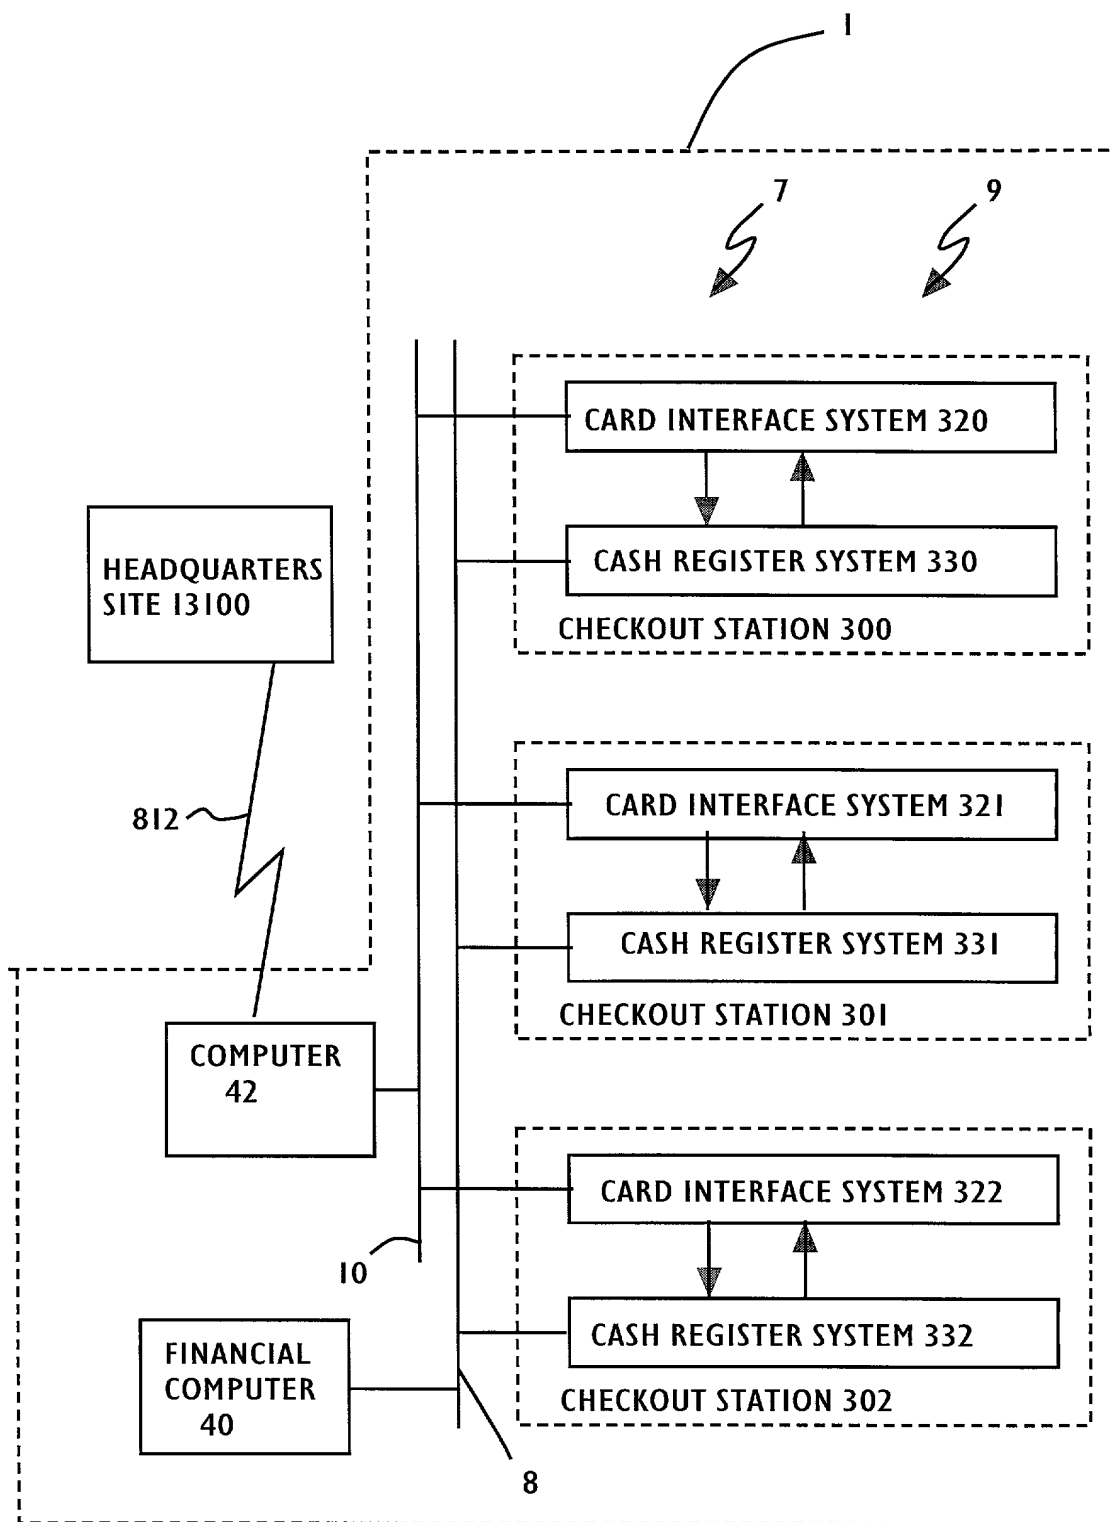 1
7
9
CARD INTERFACE SYSTEM 320
CASH REGISTER SYSTEM 330
CHECKOUT STATION 300
HEADQUARTERS
SITE 13100
812
CARD INTERFACE SYSTEM 321
CASH REGISTER SYSTEM 331
CHECKOUT STATION 301
COMPUTER
42
CARD INTERFACE SYSTEM 322
10
CASH REGISTER SYSTEM 332
CHECKOUT STATION 302
FINANCIAL
COMPUTER
40
8